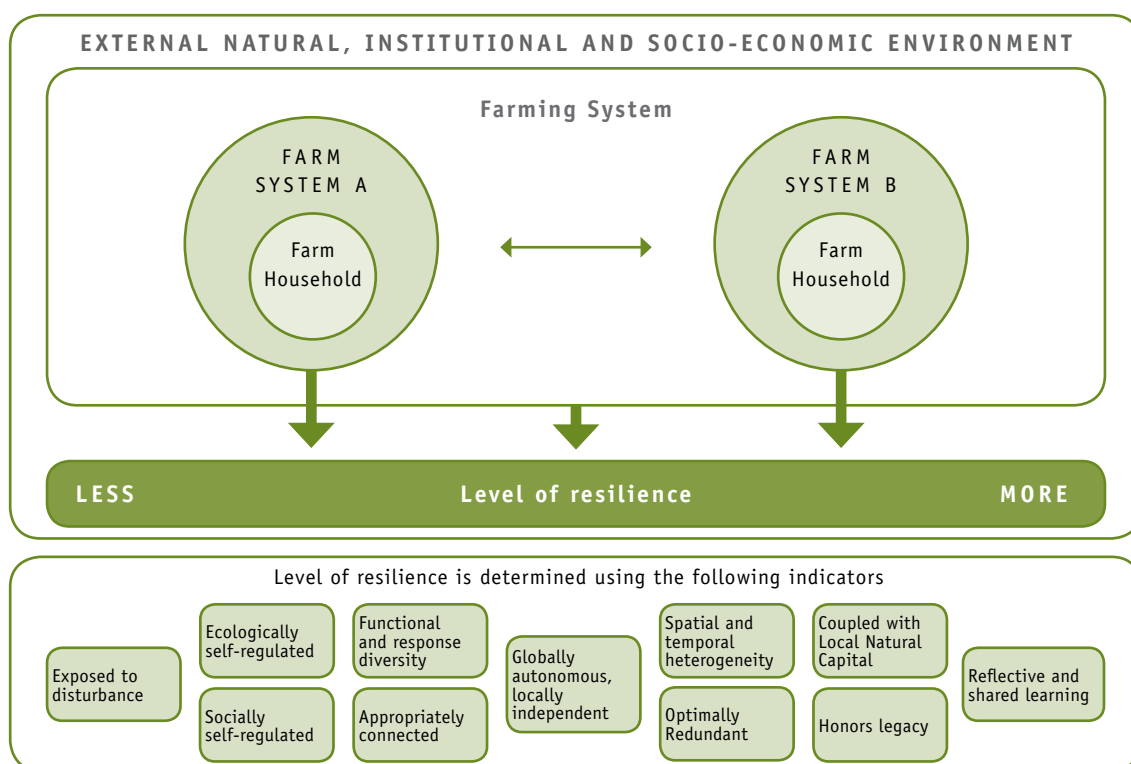 EXTERNAL NATURAL, INSTITUTIONAL AND SOCIO-ECONOMIC ENVIRONMENT
Farming System
FARM
SYSTEM A
Farm
Household
FARM
SYSTEM B
Farm
Household
LESS
Level of resilience
MORE
Level of resilience is determined using the following indicators
Exposed to
disturbance
Ecologically
self-regulated
Socially
self-regulated
Functional
and response
diversity
Appropriately
connected
Globally
autonomous,
locally
independent
Spatial and
temporal
heterogeneity
Optimally
Redundant
Coupled with
Local Natural
Capital
Honors legacy
Reflective and
shared learning